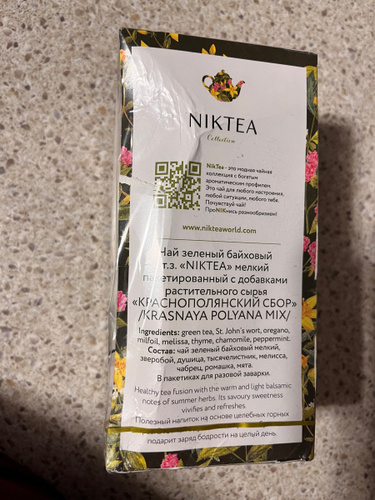 NIKTEA
Collection
NikTea - это модная чайная
коллекция с богатым
ароматическим профилем.
Это чай для любого настроения,
любой ситуации, любого тебя.
Почувствуй чай!
ПроNIKнись разнообразием!
www.nikteaworld.com
Чай зеленый байховый
т.з. «NIKTEA» мелкий
пакетированный с добавками
растительного сырья
«КРАСНОПОЛЯНСКИЙ СБОР»
/KRASNAYA POLYANA MIX/
Ingredients: green tea, St. John's wort, oregano,
milfoil, melissa, thyme, chamomile, peppermint.
Состав: чай зеленый байховый мелкий,
зверобой, душица, тысячелистник, мелисса,
чабрец, ромашка, мята.
В пакетиках для разовой заварки.
Healthy tea fusion with the warm and light balsamic
notes of summer herbs. Its savoury sweetness
vivifies and refreshes
Полезный напиток на основе целебных горных
подарит заряд бодрости на целый день.